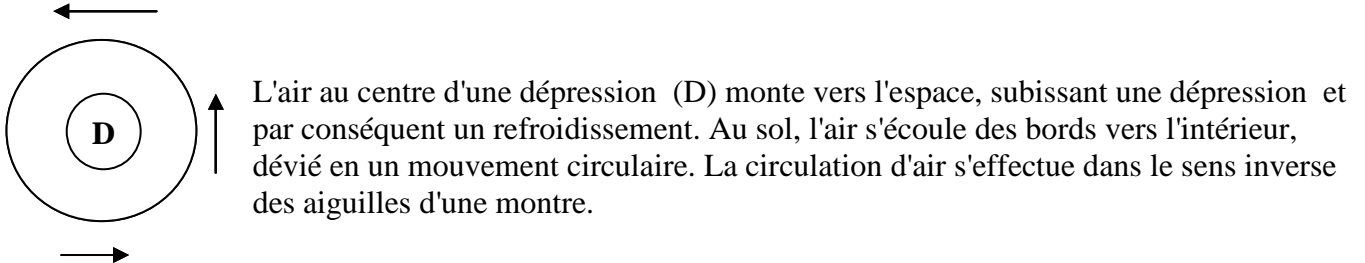 L'air au centre d'une dépression (D) monte vers l'espace, subissant une dépression et
par conséquent un refroidissement. Au sol, l'air s'écoule des bords vers l'intérieur,
D
dévié en un mouvement circulaire. La circulation d'air s'effectue dans le sens inverse
des aiguilles d'une montre.